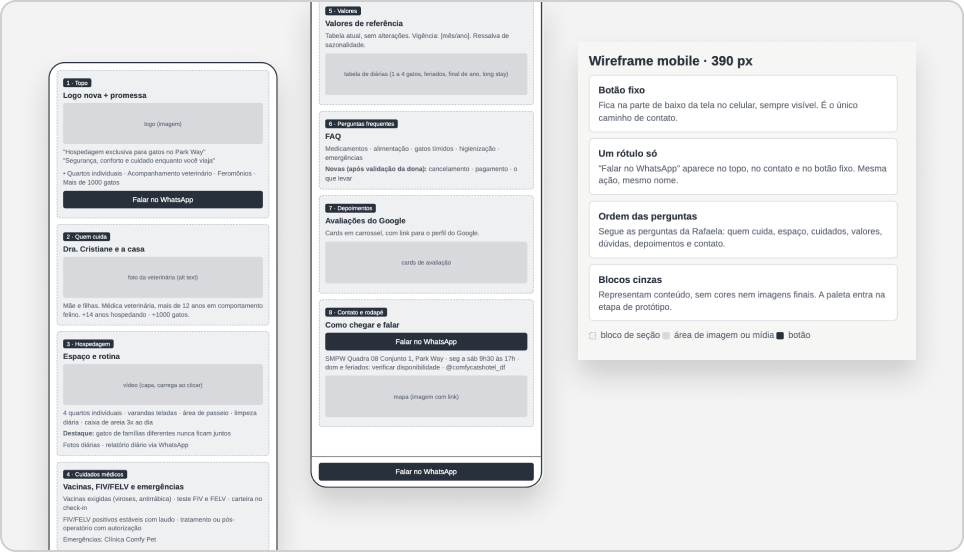 1 · Topo
Logo nova + promessa
logo (imagem)
"Hospedagem exclusiva para gatos no Park Way"
"Segurança, conforto e cuidado enquanto você viaja"
• Quartos individuais · Acompanhamento veterinário · Feromônios ·
Mais de 1000 gatos
Falar no WhatsApp
2 · Quem cuida
Dra. Cristiane e a casa
foto da veterinária (alt text)
Mãe e filhas. Médica veterinária, mais de 12 anos em comportamento
felino. +14 anos hospedando · +1000 gatos.
3 · Hospedagem
Espaço e rotina
vídeo (capa, carrega ao clicar)
4 quartos individuais · varandas teladas · área de passeio · limpeza
diária · caixa de areia 3x ao dia
Destaque: gatos de famílias diferentes nunca ficam juntos
Fotos diárias · relatório diário via WhatsApp
4 · Cuidados médicos
Vacinas, FIV/FELV e emergências
Vacinas exigidas (viroses, antirrábica) · teste FIV e FELV · carteira no
check-in
FIV/FELV positivos estáveis com laudo · tratamento ou pós-
operatório com autorização
Emergências: Clínica Comfy Pet
5 · Valores
Valores de referência
Tabela atual, sem alterações. Vigência: [mês/ano]. Ressalva de
sazonalidade.
tabela de diárias (1 a 4 gatos, feriados, final de ano, long stay)
6 · Perguntas frequentes
FAQ
Medicamentos · alimentação · gatos tímidos · higienização ·
emergências
Novas (após validação da dona): cancelamento · pagamento · o
que levar
7 · Depoimentos
Avaliações do Google
Cards em carrossel, com link para o perfil do Google.
cards de avaliação
8 · Contato e rodapé
Como chegar e falar
Falar no WhatsApp
SMPW Quadra 08 Conjunto 1, Park Way · seg a sáb 9h30 às 17h ·
dom e feriados: verificar disponibilidade · @comfycatshotel_df
mapa (imagem com link)
Falar no WhatsApp
Wireframe mobile · 390 px
Botão fixo
Fica na parte de baixo da tela no celular, sempre visível. É o único
caminho de contato.
Um rótulo só
"Falar no WhatsApp" aparece no topo, no contato e no botão fixo. Mesma
ação, mesmo nome.
Ordem das perguntas
Segue as perguntas da Rafaela: quem cuida, espaço, cuidados, valores,
dúvidas, depoimentos e contato.
Blocos cinzas
Representam conteúdo, sem cores nem imagens finais. A paleta entra na
etapa de protótipo.
bloco de seção área de imagem ou mídia botão